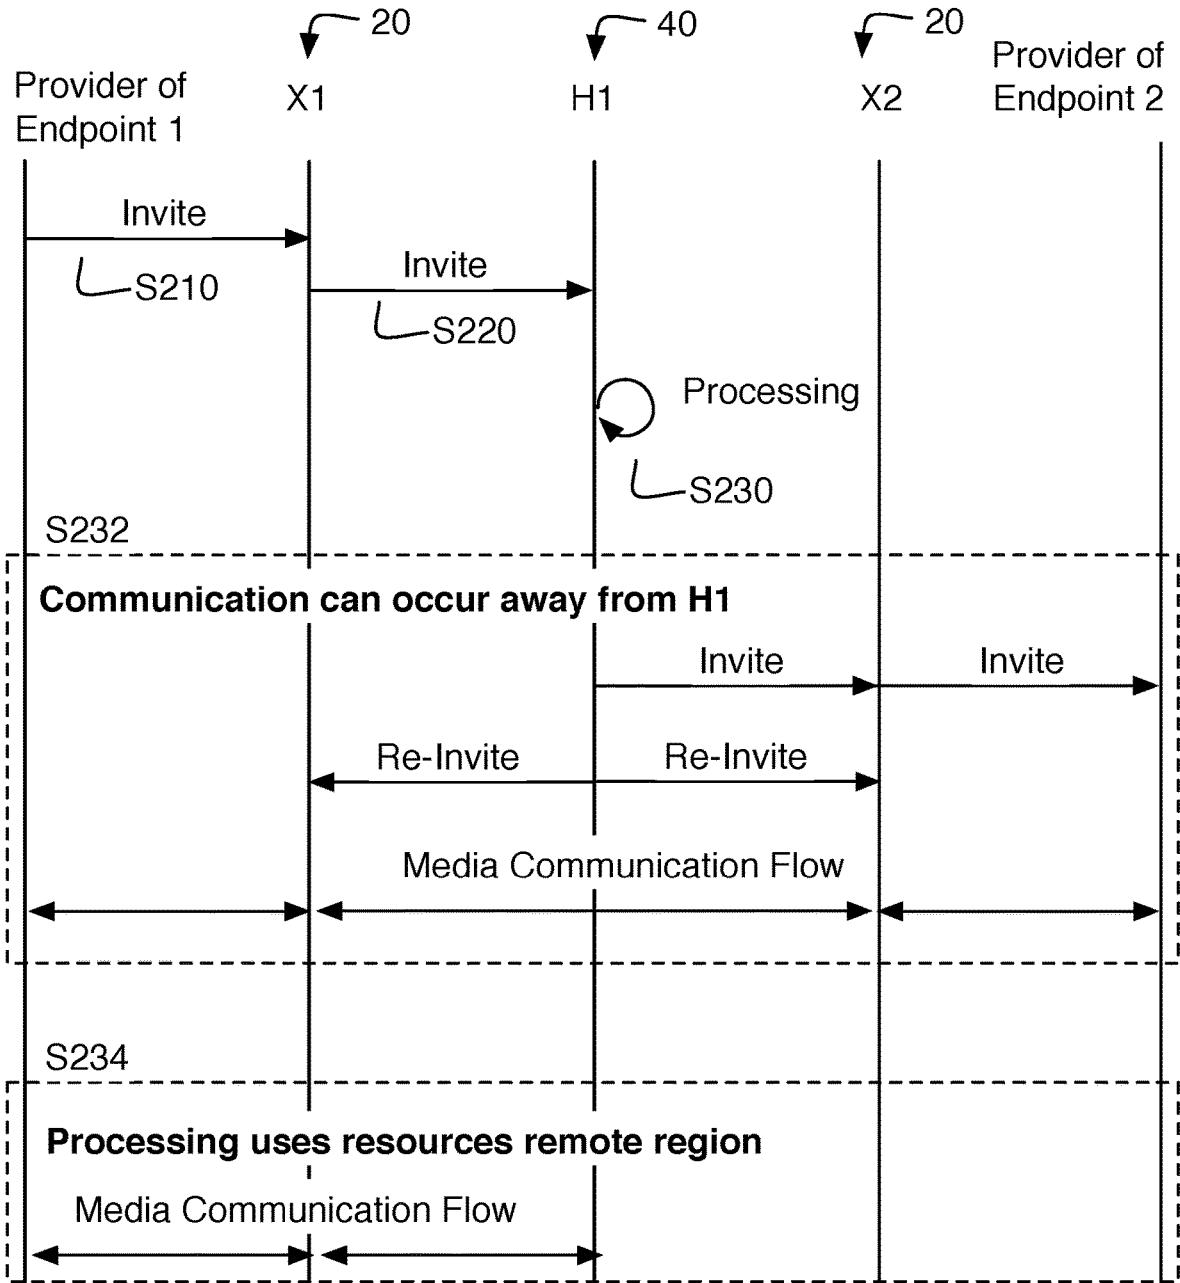 20
40
20
Provider of
Endpoint 1
X1
H1
X2
Provider of
Endpoint 2
Invite
S210
Invite
S220
Processing
S230
S232
Communication can occur away from H1
Invite
Invite
Re-Invite
Re-Invite
Media Communication Flow
S234
Processing uses resources remote region
Media Communication Flow